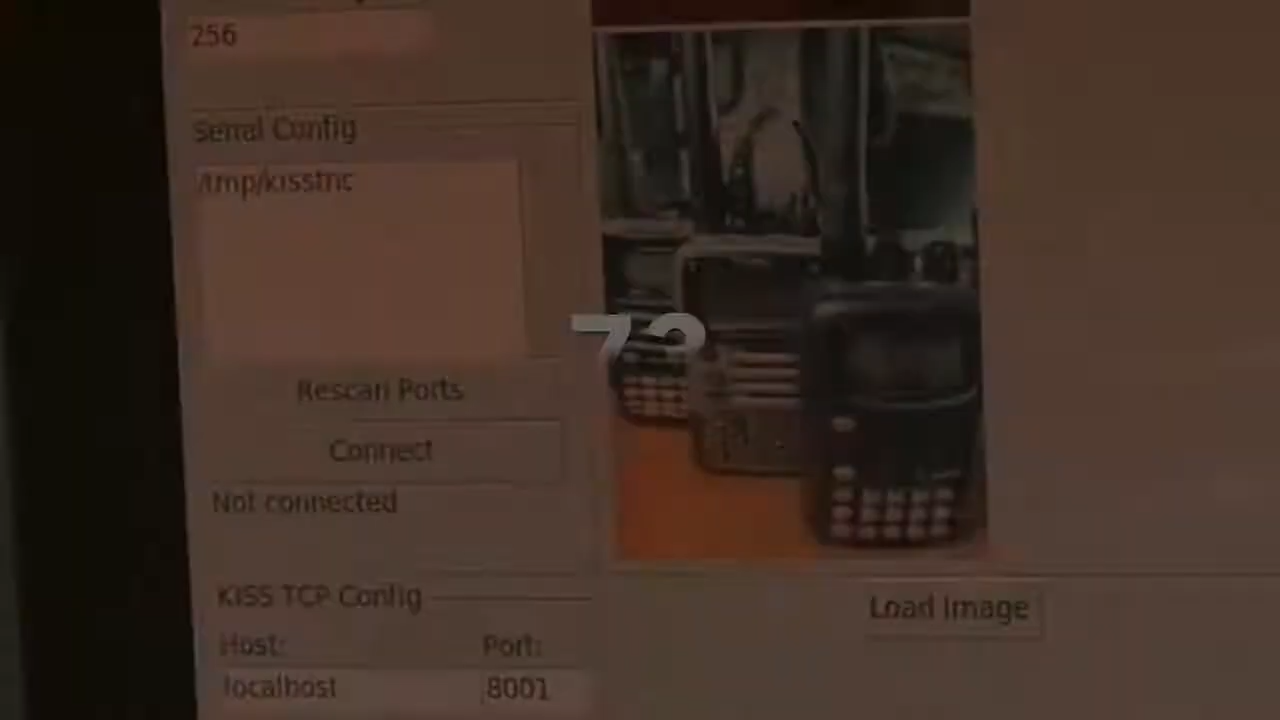 256
Serial Config
/tmp/kisstnc
Rescan Ports
Connect
Not connected
KISS TCP Config
Host:
Port:
localhost
8001
73
Load Image